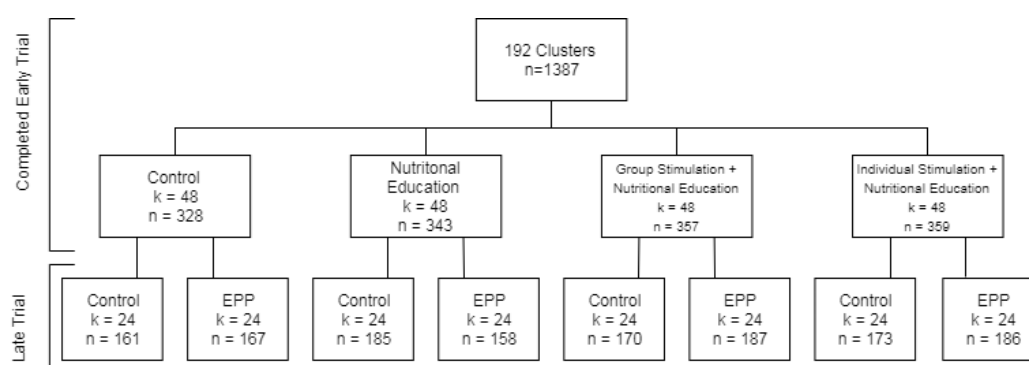 Completed Early Trial
192 Clusters
n=1387
Control
k = 48
n = 328
Nutritonal
Education
k = 48
n = 343
Group Stimulation +
Nutritional Education
k = 48
n = 357
Individual Stimulation +
Nutritional Education
k = 48
n = 359
Late Trial
Control
k = 24
n = 161
EPP
k = 24
n = 167
Control
k = 24
n = 185
EPP
k = 24
n = 158
Control
k = 24
n = 170
EPP
k = 24
n = 187
Control
k = 24
n = 173
EPP
k = 24
n = 186